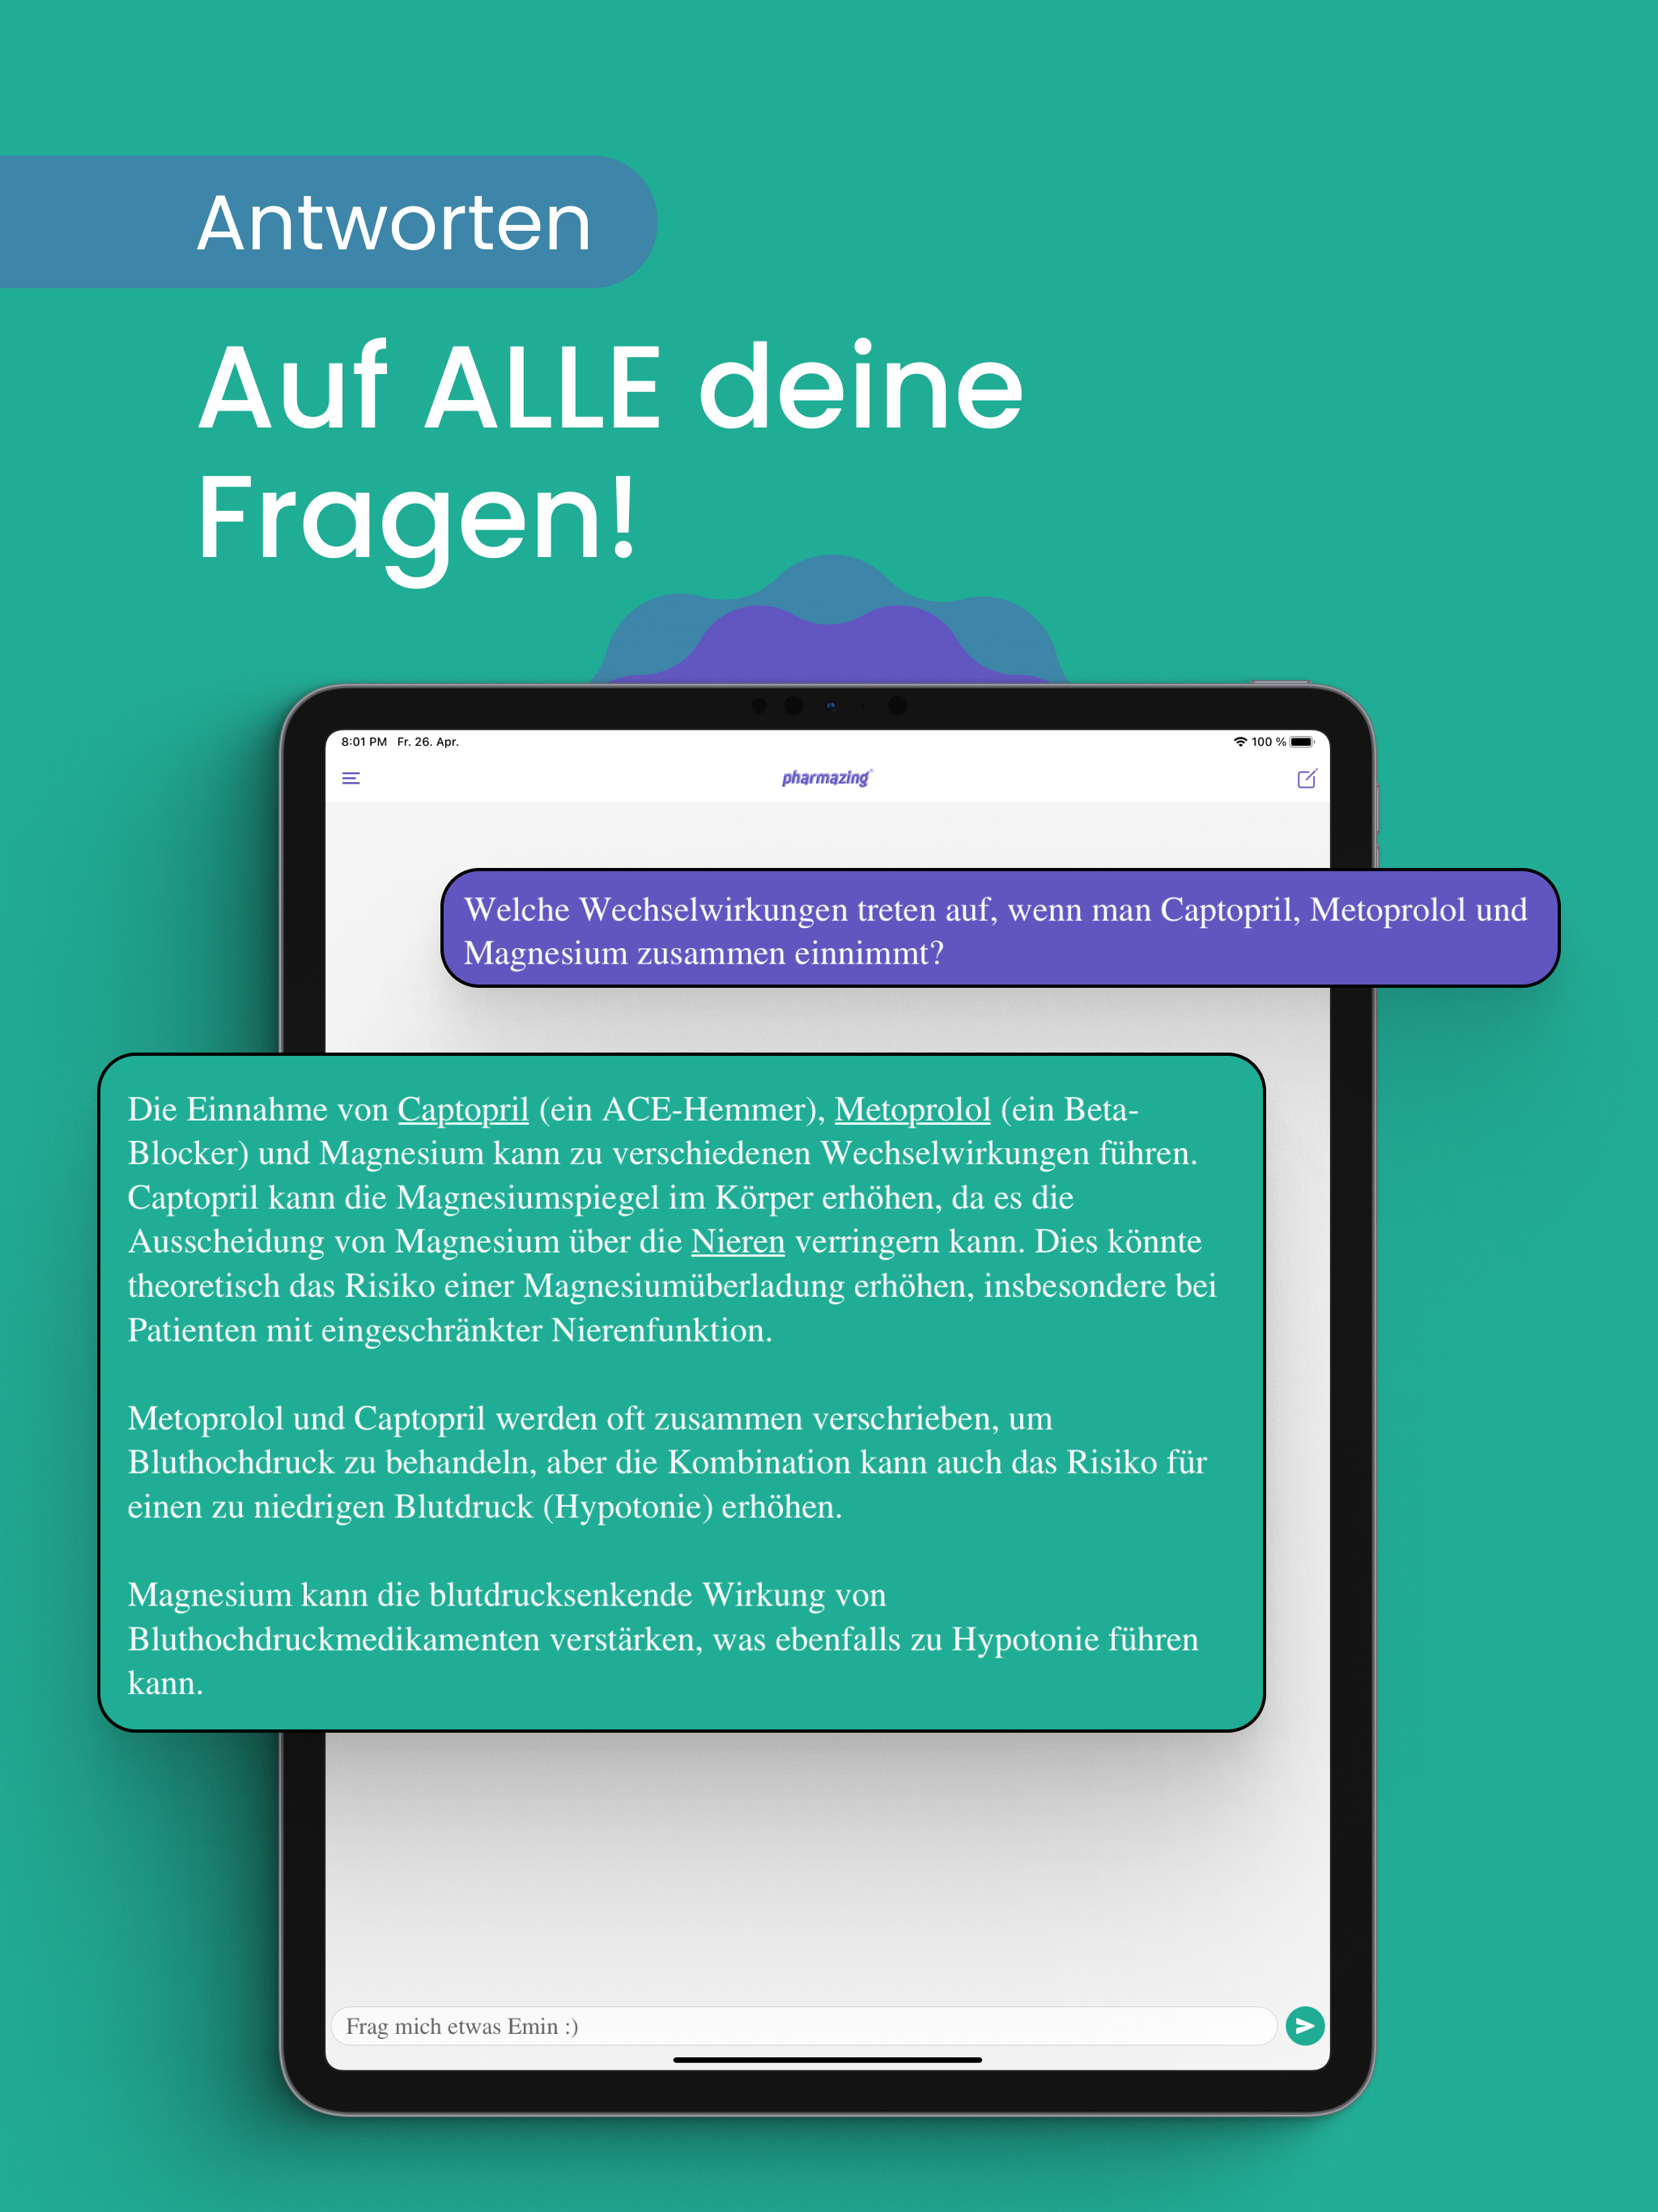 Antworten
Auf ALLE deine
Fragen!
8:01 PM Fr. 26. Apr.
100 %
pharmazing®
Welche Wechselwirkungen treten auf, wenn man Captopril, Metoprolol und
Magnesium zusammen einnimmt?
Die Einnahme von Captopril (ein ACE-Hemmer), Metoprolol (ein Beta-
Blocker) und Magnesium kann zu verschiedenen Wechselwirkungen führen.
Captopril kann die Magnesiumspiegel im Körper erhöhen, da es die
Ausscheidung von Magnesium über die Nieren verringern kann. Dies könnte
theoretisch das Risiko einer Magnesiumüberladung erhöhen, insbesondere bei
Patienten mit eingeschränkter Nierenfunktion.
Metoprolol und Captopril werden oft zusammen verschrieben, um
Bluthochdruck zu behandeln, aber die Kombination kann auch das Risiko für
einen zu niedrigen Blutdruck (Hypotonie) erhöhen.
Magnesium kann die blutdrucksenkende Wirkung von
Bluthochdruckmedikamenten verstärken, was ebenfalls zu Hypotonie führen
kann.
Frag mich etwas Emin :)